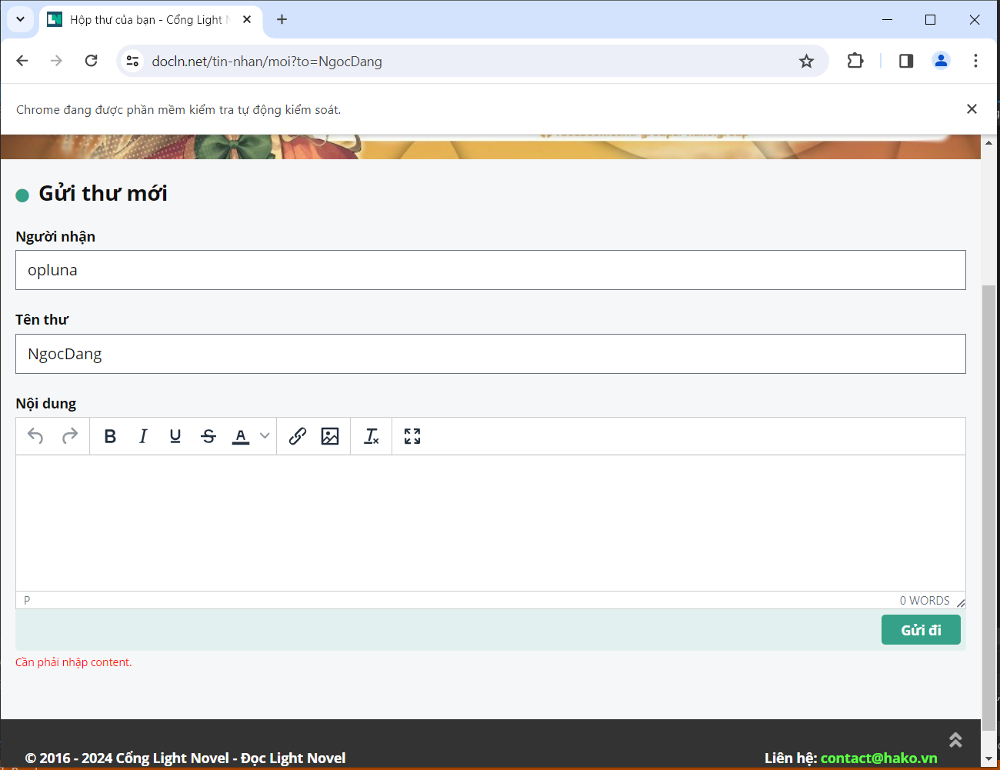 Hộp thư của bạn - Cổng Light
docln.net/tin-nhan/moi?to=NgocDang
Chrome đang được phần mềm kiểm tra tự động kiểm soát.
Gửi thư mới
Người nhận
opluna
Tên thư
NgocDang
Nội dung
P
0 WORDS
Gửi đi
Cần phải nhập content.
© 2016 - 2024 Cổng Light Novel - Đọc Light Novel
Liên hệ: contact@hako.vn